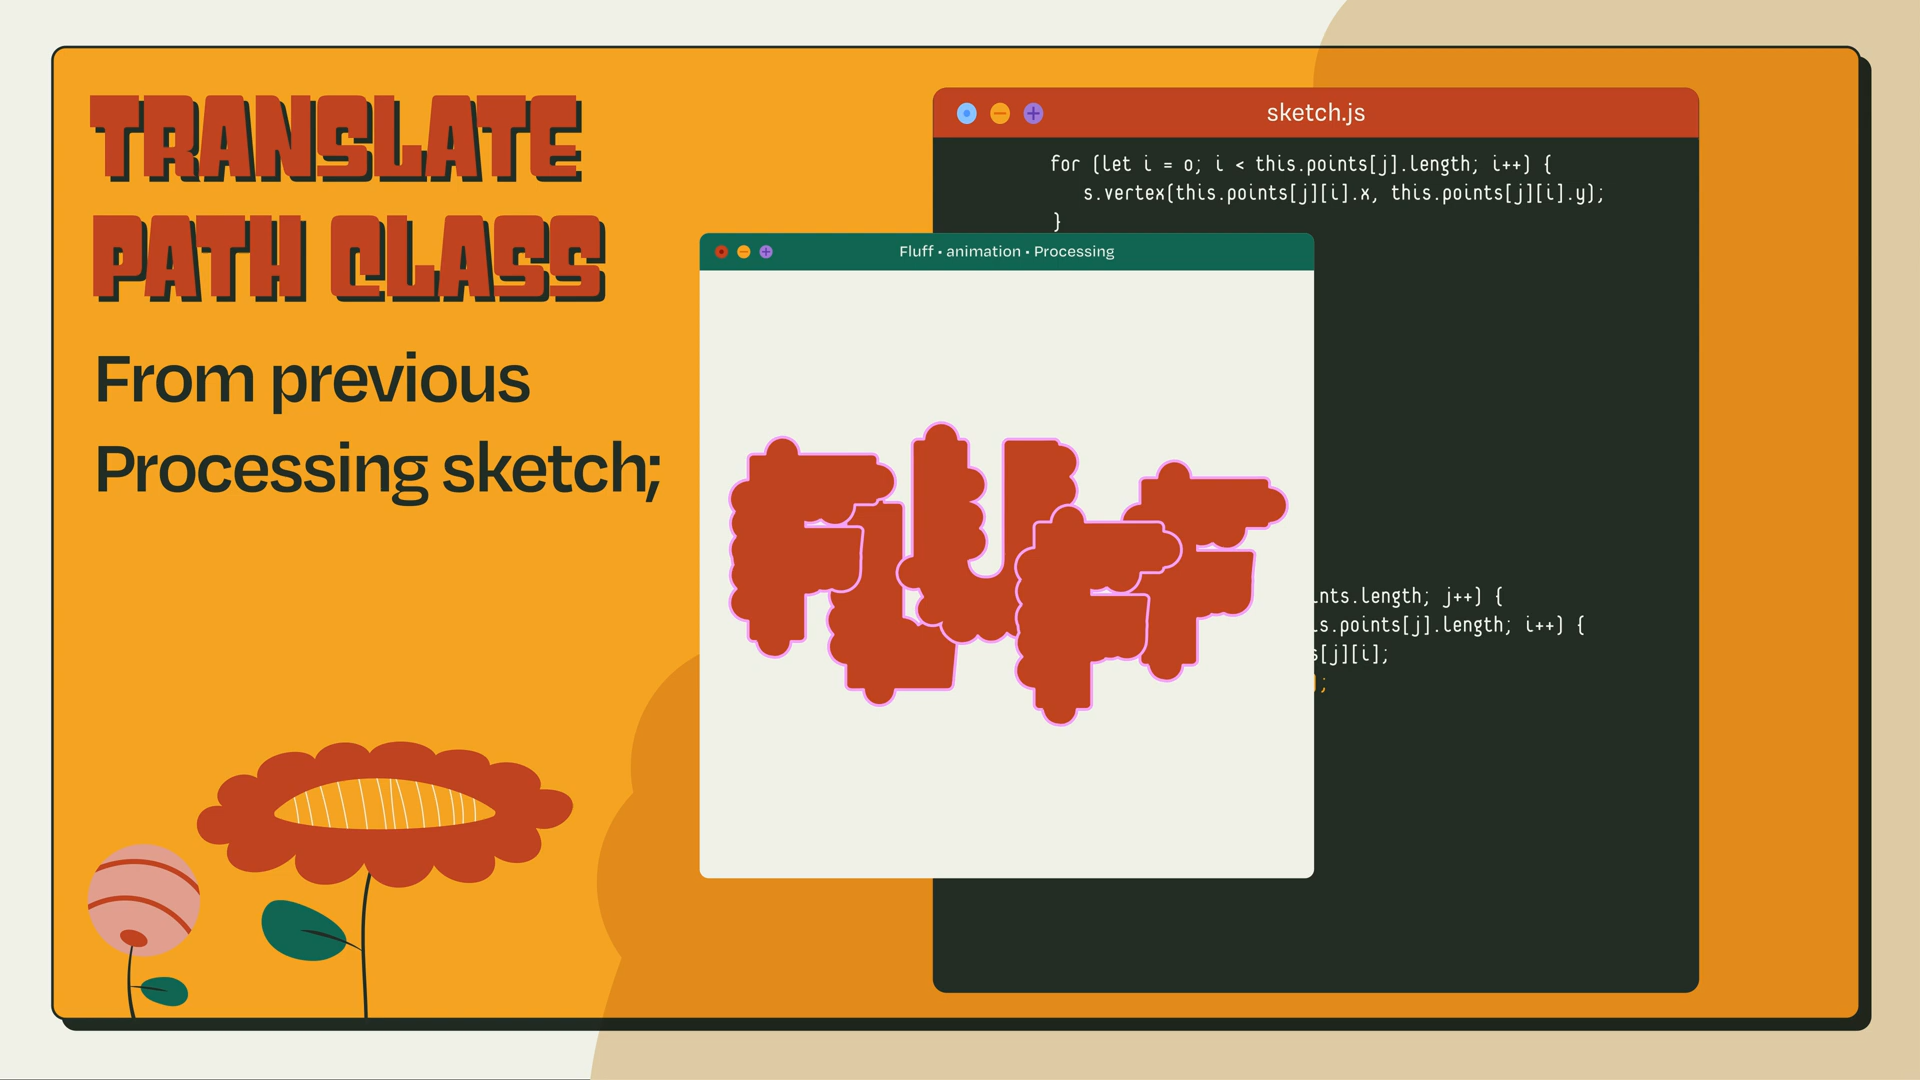 TRANSLATE
PATH CLASS
From previous
Processing sketch;
sketch.js
for (let i = o; i < this.points[j].length; i++) {
s.vertex(this.points[j][i].x, this.points[j][i].y);
}
Fluff • animation • Processing
FLUFF
nts.length; j++) {
s.points[j].length; i++) {
[j][i];
;